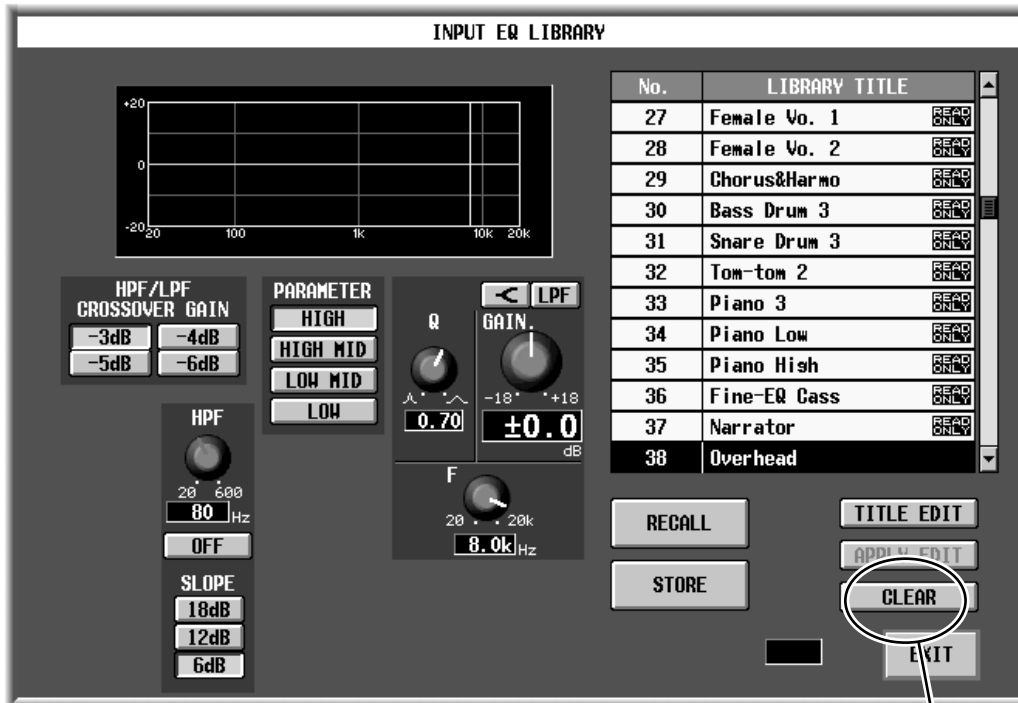 INPUT EQ LIBRARY
+20
0
-20
20 100 1k 10k 20k
HPF/LPF
CROSSOVER GAIN
-3dB -4dB
-5dB -6dB
PARAMETER
HIGH
HIGH MID
LOW MID
LOW
HPF
20 600
80 Hz
OFF
SLOPE
18dB
12dB
6dB
LPF
Q
0.70
GAIN.
-18 +18
±0.0
dB
F
20 20k
8.0k Hz
No. LIBRARY TITLE
27 Female Vo. 1 READ ONLY
28 Female Vo. 2 READ ONLY
29 Chorus&Harmo READ ONLY
30 Bass Drum 3 READ ONLY
31 Snare Drum 3 READ ONLY
32 Tom-tom 2 READ ONLY
33 Piano 3 READ ONLY
34 Piano Low READ ONLY
35 Piano High READ ONLY
36 Fine-EQ Cass READ ONLY
37 Narrator READ ONLY
38 Overhead
RECALL
STORE
TITLE EDIT
APPLY EDIT
CLEAR
EXIT